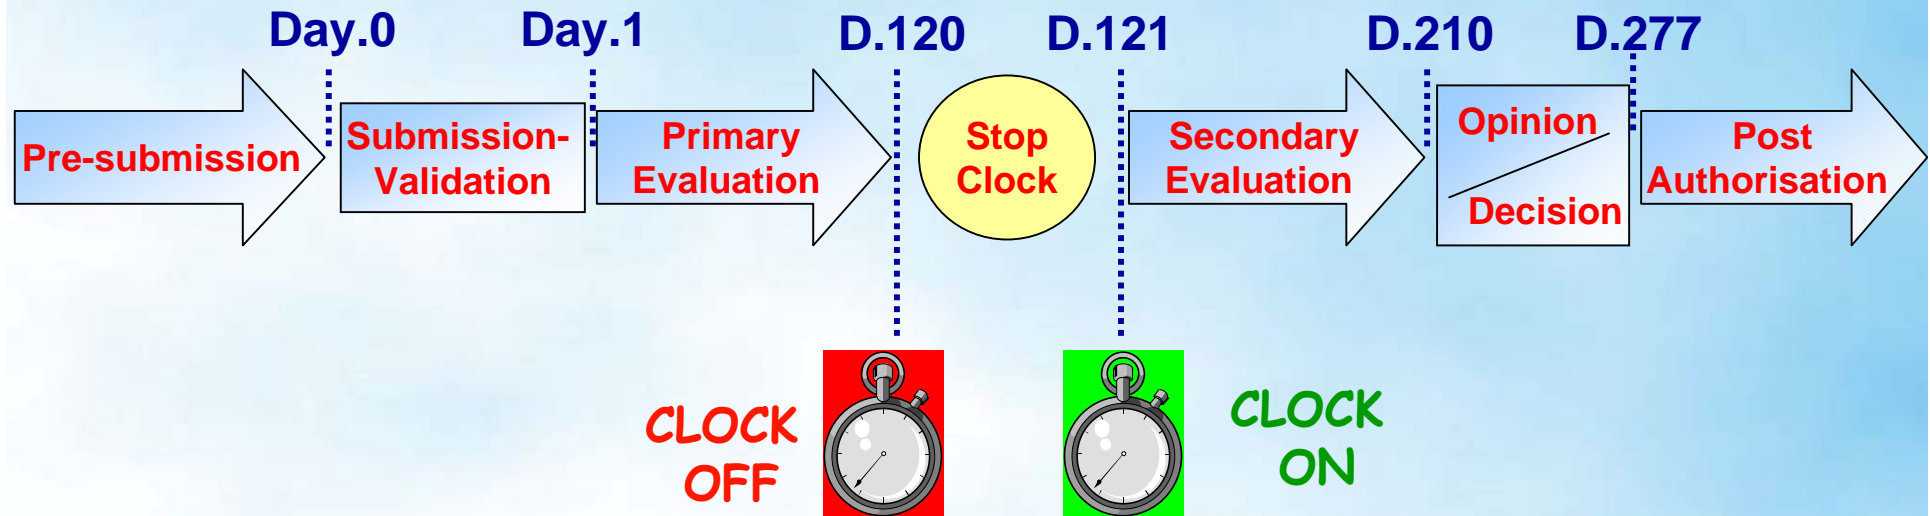 Day.0 Day.1 D.120 D.121 D.210 D.277
Pre-submission
Submission-
Validation
Primary
Evaluation
Stop
Clock
Secondary
Evaluation
Opinion
Decision
Post
Authorisation
CLOCK
OFF
CLOCK
ON